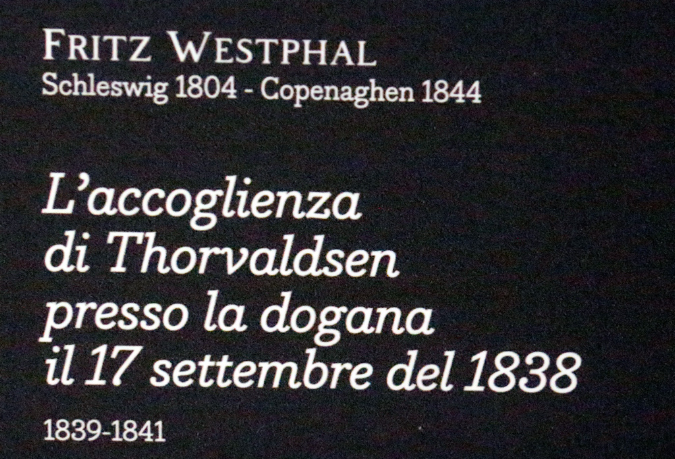 FRITZ WESTPHAL
Schleswig 1804 - Copenaghen 1844
L'accoglienza
di Thorvaldsen
presso la dogana
il 17 settembre del 1838
1839-1841